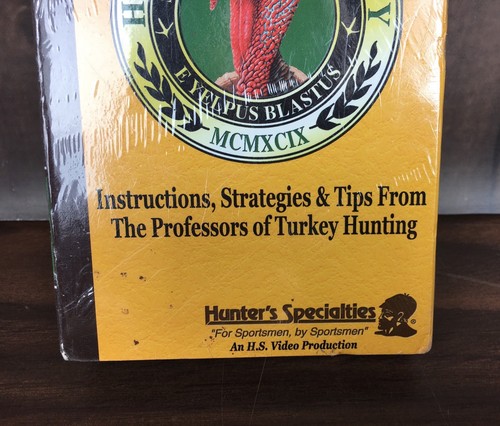 E YULPUS BLASTUS
MCMXCIX
Instructions, Strategies & Tips From
The Professors of Turkey Hunting
Hunter's Specialties
®
"For Sportsmen, by Sportsmen"
An H.S. Video Production